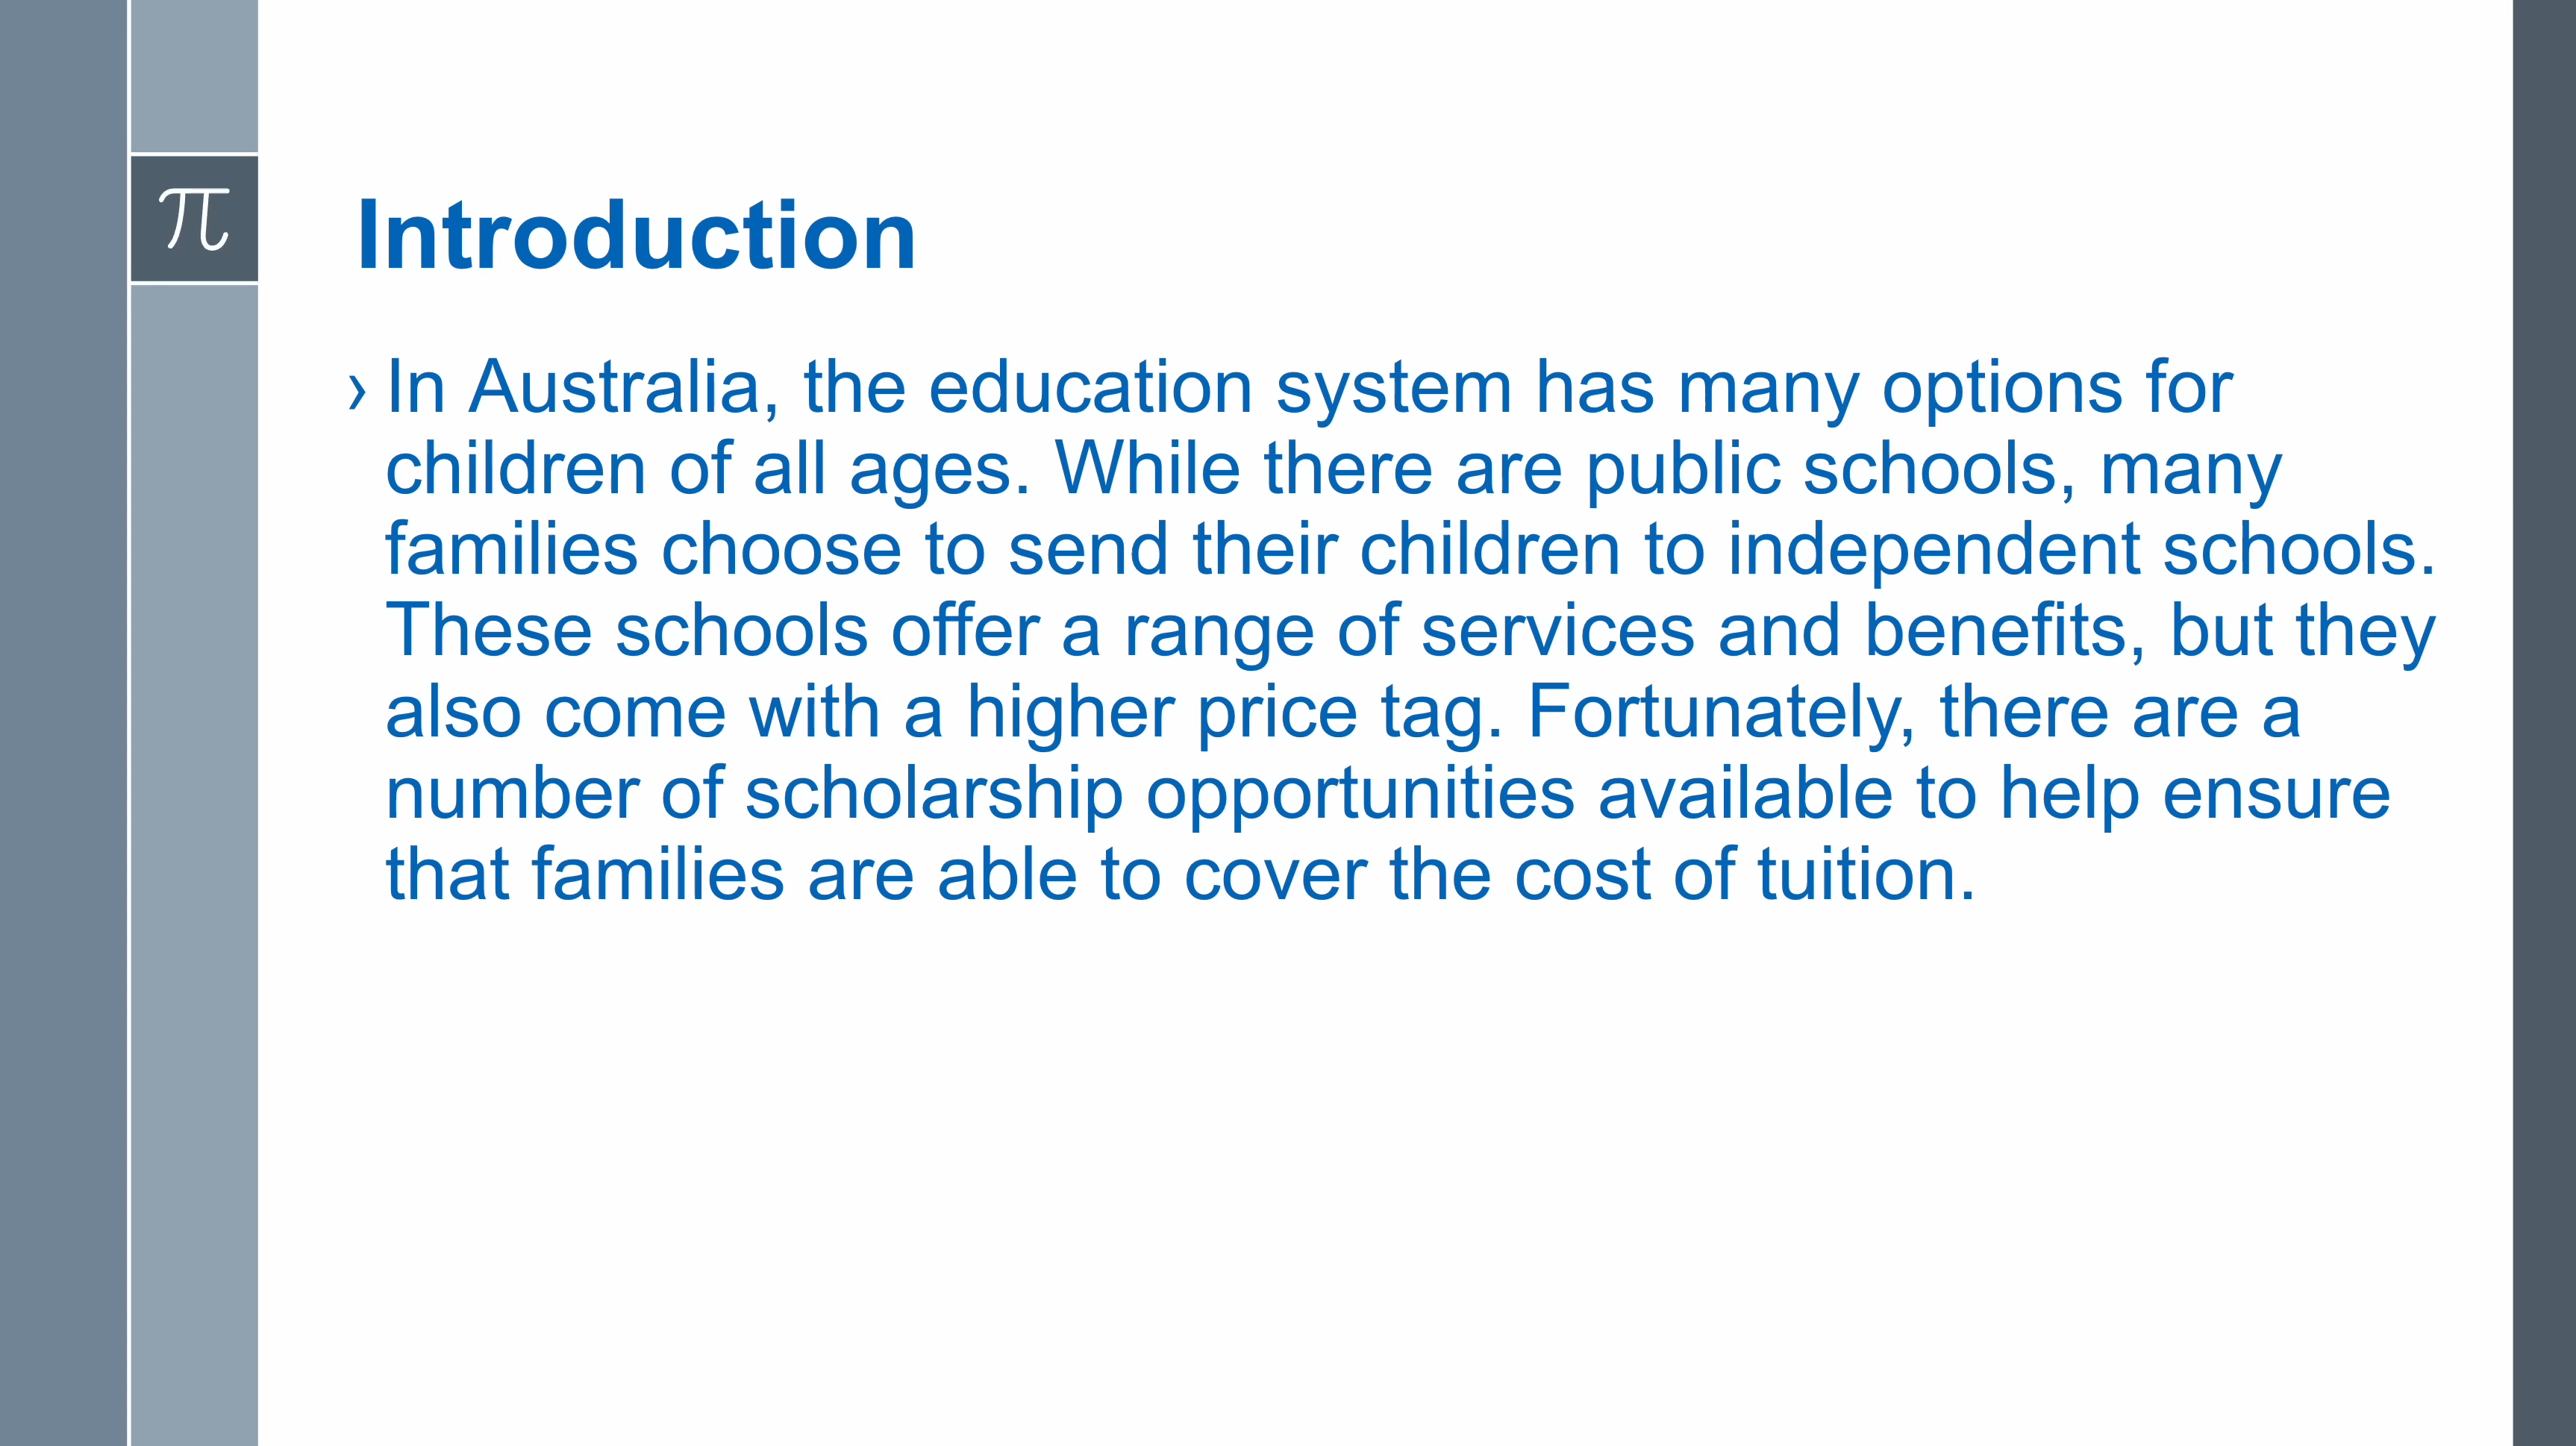 π
Introduction
› In Australia, the education system has many options for
children of all ages. While there are public schools, many
families choose to send their children to independent schools.
These schools offer a range of services and benefits, but they
also come with a higher price tag. Fortunately, there are a
number of scholarship opportunities available to help ensure
that families are able to cover the cost of tuition.